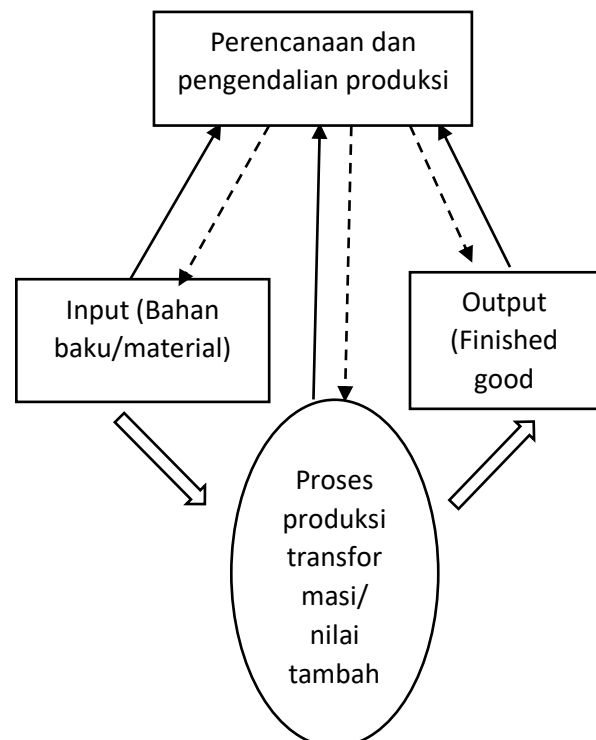 Perencanaan dan
pengendalian produksi
Input (Bahan
baku/material)
Output
(Finished
good
Proses
produksi
transfor
masi/
nilai
tambah